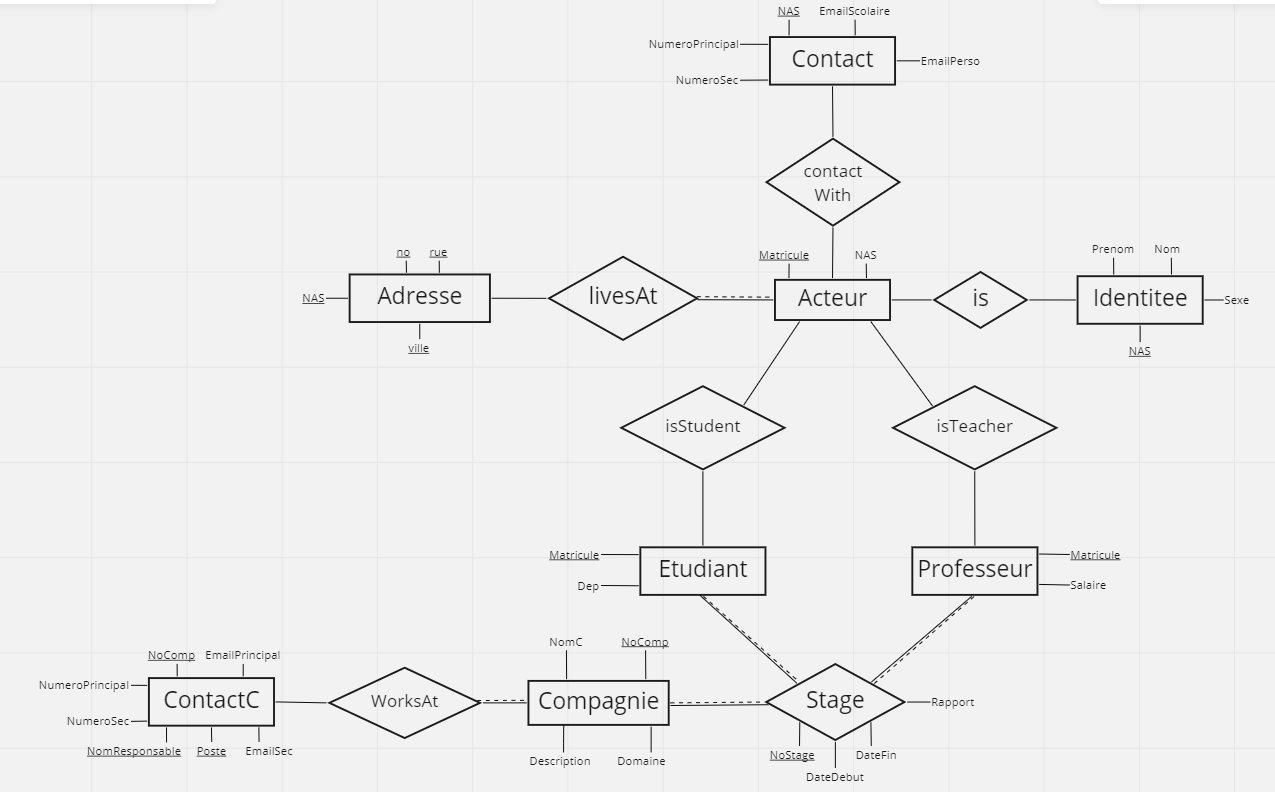 NAS EmailScolaire
NumeroPrincipal
Contact
EmailPerso
NumeroSec
contact
With
no rue
Matricule NAS
Prenom Nom
NAS
Adresse
livesAt
Acteur
is
Identitee
Sexe
ville
NAS
isStudent
isTeacher
Matricule
Etudiant
Dep
Professeur
Matricule
Salaire
NoComp EmailPrincipal
NomC NoComp
NumeroPrincipal
ContactC
NumeroSec
WorksAt
Compagnie
Stage
Rapport
NomResponsable Poste EmailSec
Description Domaine
NoStage DateFin
DateDebut